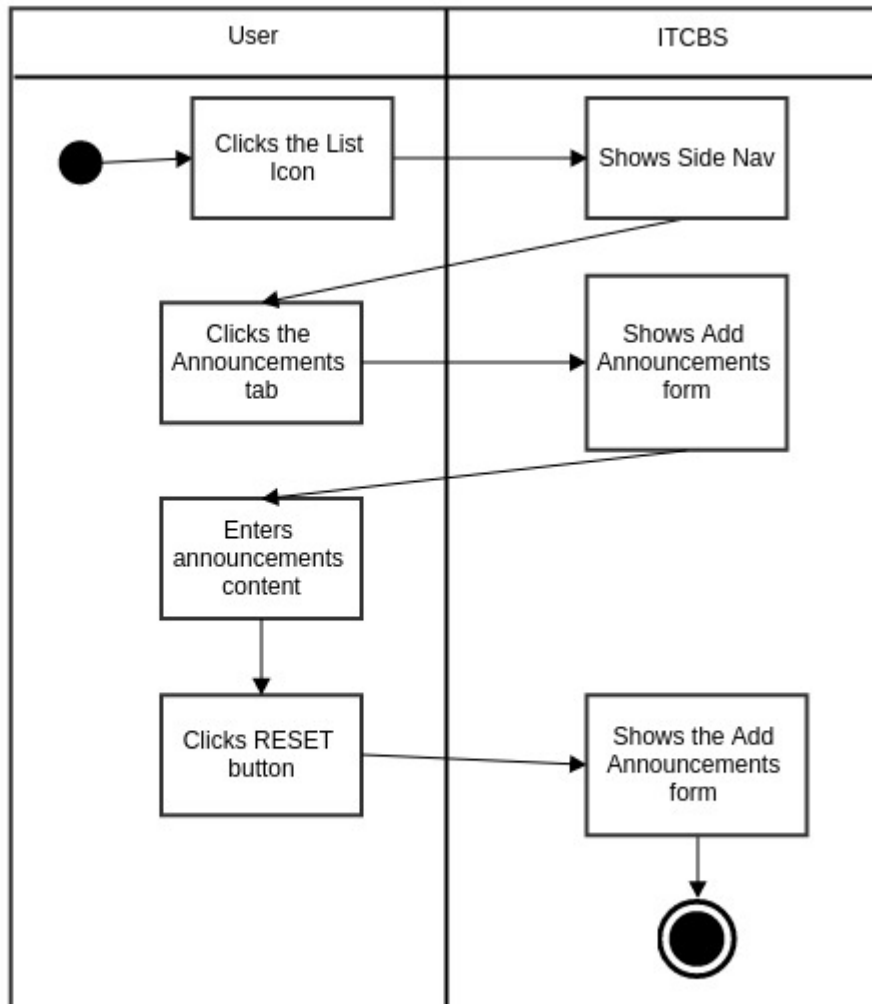 User
ITCBS
Clicks the List
Icon
Shows Side Nav
Clicks the
Announcements
tab
Shows Add
Announcements
form
Enters
announcements
content
Clicks RESET
button
Shows the Add
Announcements
form